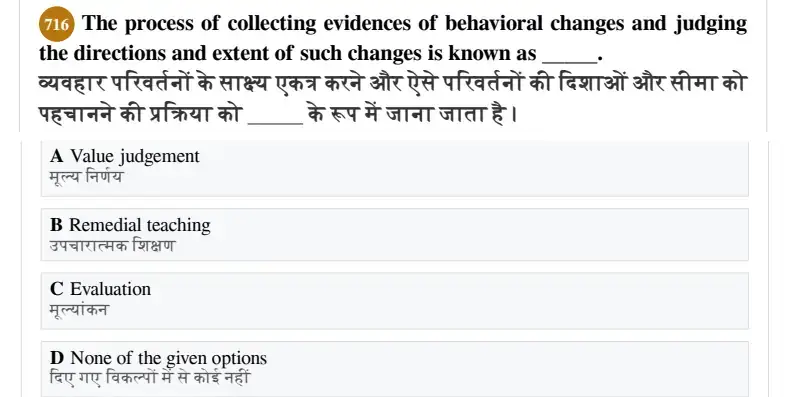 716 The process of collecting evidences of behavioral changes and judging
the directions and extent of such changes is known as _____.
व्यवहार परिवर्तनों के साक्ष्य एकत्र करने और ऐसे परिवर्तनों की दिशाओं और सीमा को
पहचानने की प्रक्रिया को _____ के रूप में जाना जाता है।
A Value judgement
मूल्य निर्णय
B Remedial teaching
उपचारात्मक शिक्षण
C Evaluation
मूल्यांकन
D None of the given options
दिए गए विकल्पों में से कोई नहीं